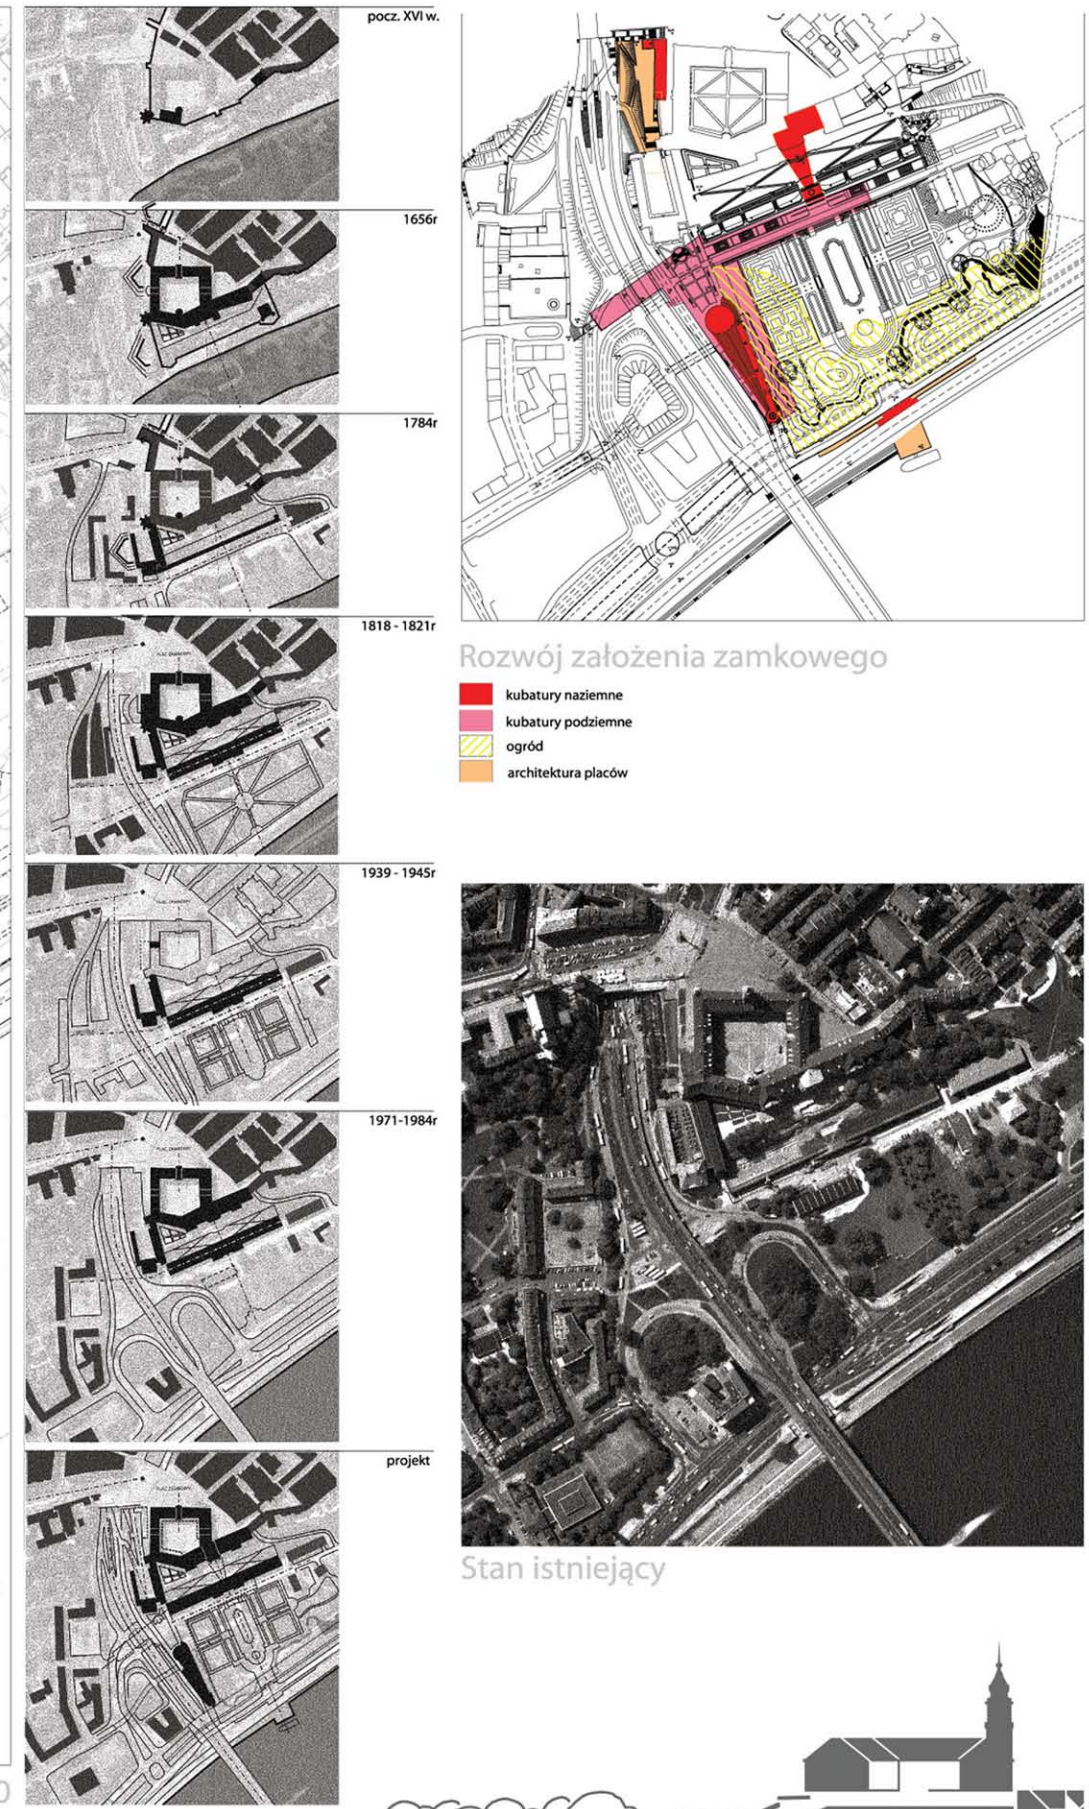 pocz. XVI w.
1656r
1784r
1818 - 1821r
1939 - 1945r
1971-1984r
projekt
Rozwój założenia zamkowego
kubatury naziemne
kubatury podziemne
ogród
architektura placów
Stan istniejący
0